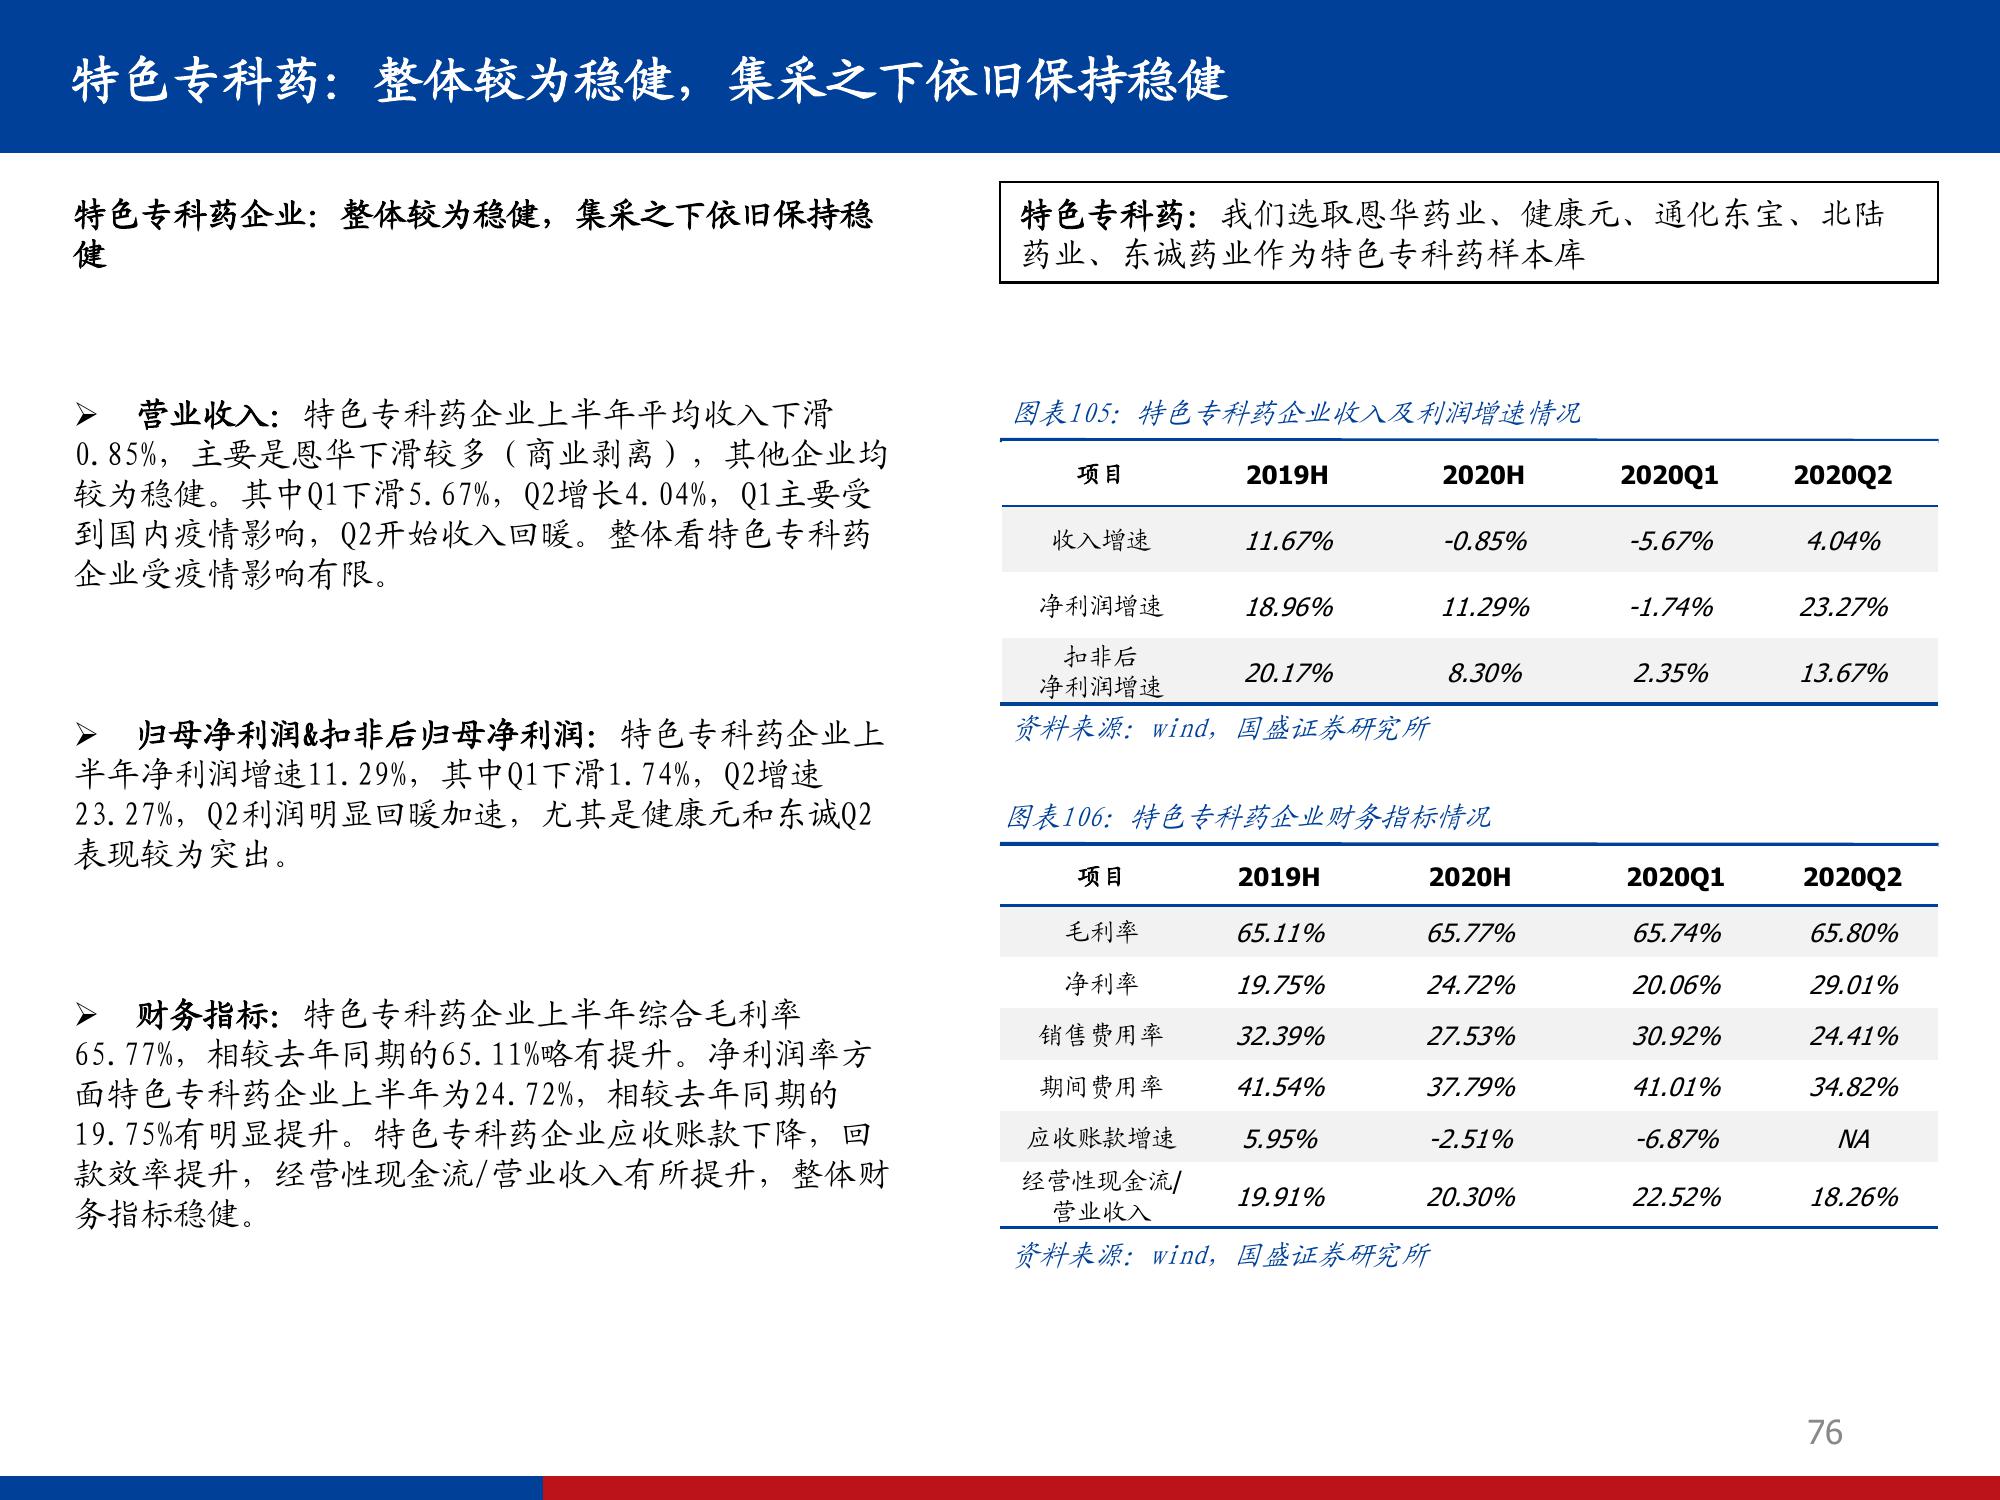 特色专科药：整体较为稳健，集采之下依旧保持稳健
特色专科药企业：整体较为稳健，集采之下依旧保持稳
健
➢ 营业收入：特色专科药企业上半年平均收入下滑
0.85%，主要是恩华下滑较多（商业剥离），其他企业均
较为稳健。其中Q1下滑5.67%，Q2增长4.04%，Q1主要受
到国内疫情影响，Q2开始收入回暖。整体看特色专科药
企业受疫情影响有限。
➢ 归母净利润&扣非后归母净利润：特色专科药企业上
半年净利润增速11.29%，其中Q1下滑1.74%，Q2增速
23.27%，Q2利润明显回暖加速，尤其是健康元和东诚Q2
表现较为突出。
➢ 财务指标：特色专科药企业上半年综合毛利率
65.77%，相较去年同期的65.11%略有提升。净利润率方
面特色专科药企业上半年为24.72%，相较去年同期的
19.75%有明显提升。特色专科药企业应收账款下降，回
款效率提升，经营性现金流/营业收入有所提升，整体财
务指标稳健。
特色专科药：我们选取恩华药业、健康元、通化东宝、北陆
药业、东诚药业作为特色专科药样本库
图表105：特色专科药企业收入及利润增速情况
项目 2019H 2020H 2020Q1 2020Q2
收入增速 11.67% -0.85% -5.67% 4.04%
净利润增速 18.96% 11.29% -1.74% 23.27%
扣非后
净利润增速 20.17% 8.30% 2.35% 13.67%
资料来源：wind，国盛证券研究所
图表106：特色专科药企业财务指标情况
项目 2019H 2020H 2020Q1 2020Q2
毛利率 65.11% 65.77% 65.74% 65.80%
净利率 19.75% 24.72% 20.06% 29.01%
销售费用率 32.39% 27.53% 30.92% 24.41%
期间费用率 41.54% 37.79% 41.01% 34.82%
应收账款增速 5.95% -2.51% -6.87% NA
经营性现金流/
营业收入 19.91% 20.30% 22.52% 18.26%
资料来源：wind，国盛证券研究所
76